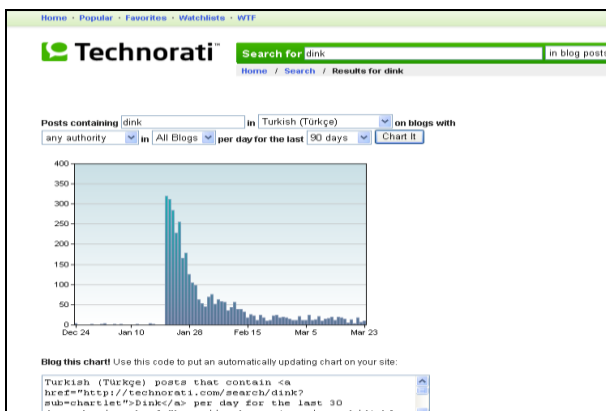 Home · Popular · Favorites · Watchlists · WTF
Technorati™
Search for dink in blog posts
Home / Search / Results for dink
Posts containing dink in Turkish (Türkçe) on blogs with
any authority in All Blogs per day for the last 90 days Chart It
400
350
300
250
200
150
100
50
0
Dec 24 Jan 10 Jan 28 Feb 15 Mar 5 Mar 23
Blog this chart! Use this code to put an automatically updating chart on your site:
Turkish (Türkçe) posts that contain <a
href="http://technorati.com/search/dink?
sub=chartlet">Dink</a> per day for the last 30